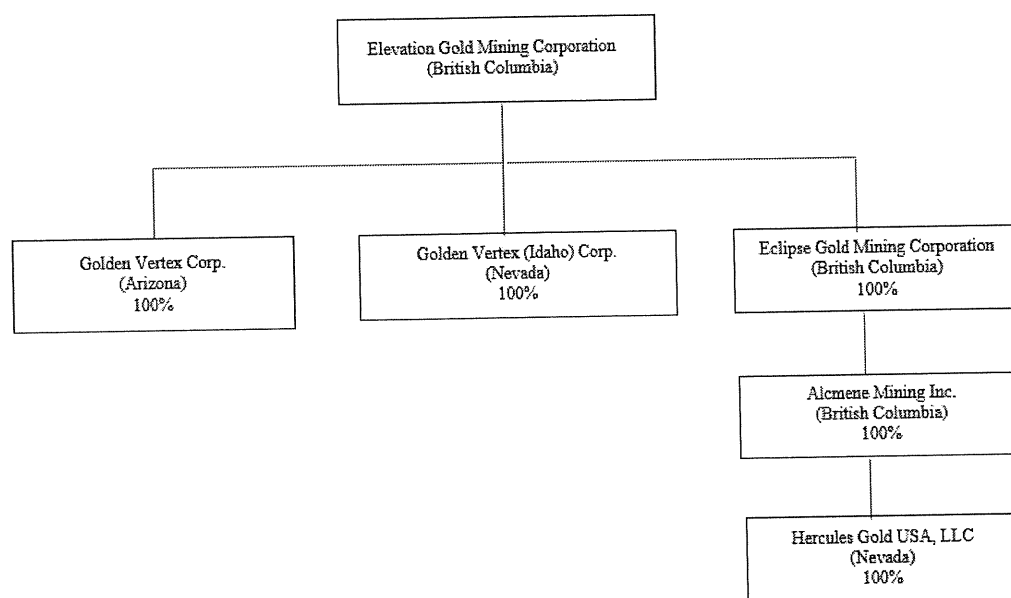 Elevation Gold Mining Corporation
(British Columbia)
Golden Vertex Corp.
(Arizona)
100%
Golden Vertex (Idaho) Corp.
(Nevada)
100%
Eclipse Gold Mining Corporation
(British Columbia)
100%
Alcmene Mining Inc.
(British Columbia)
100%
Hercules Gold USA, LLC
(Nevada)
100%